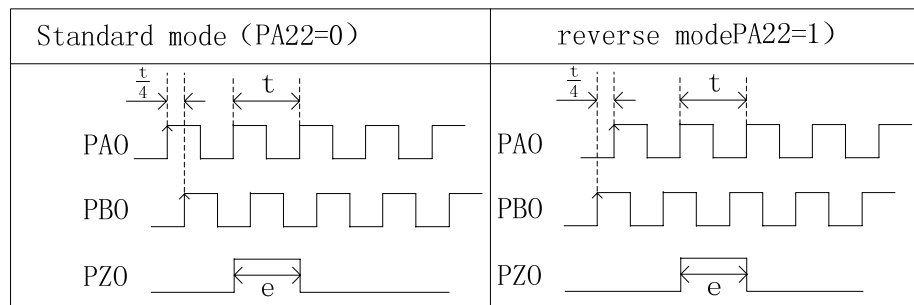 Standard mode（PA22=0）
reverse modePA22=1）
t/4
t
PAO
PBO
PZO
e
t/4
t
PAO
PBO
PZO
e